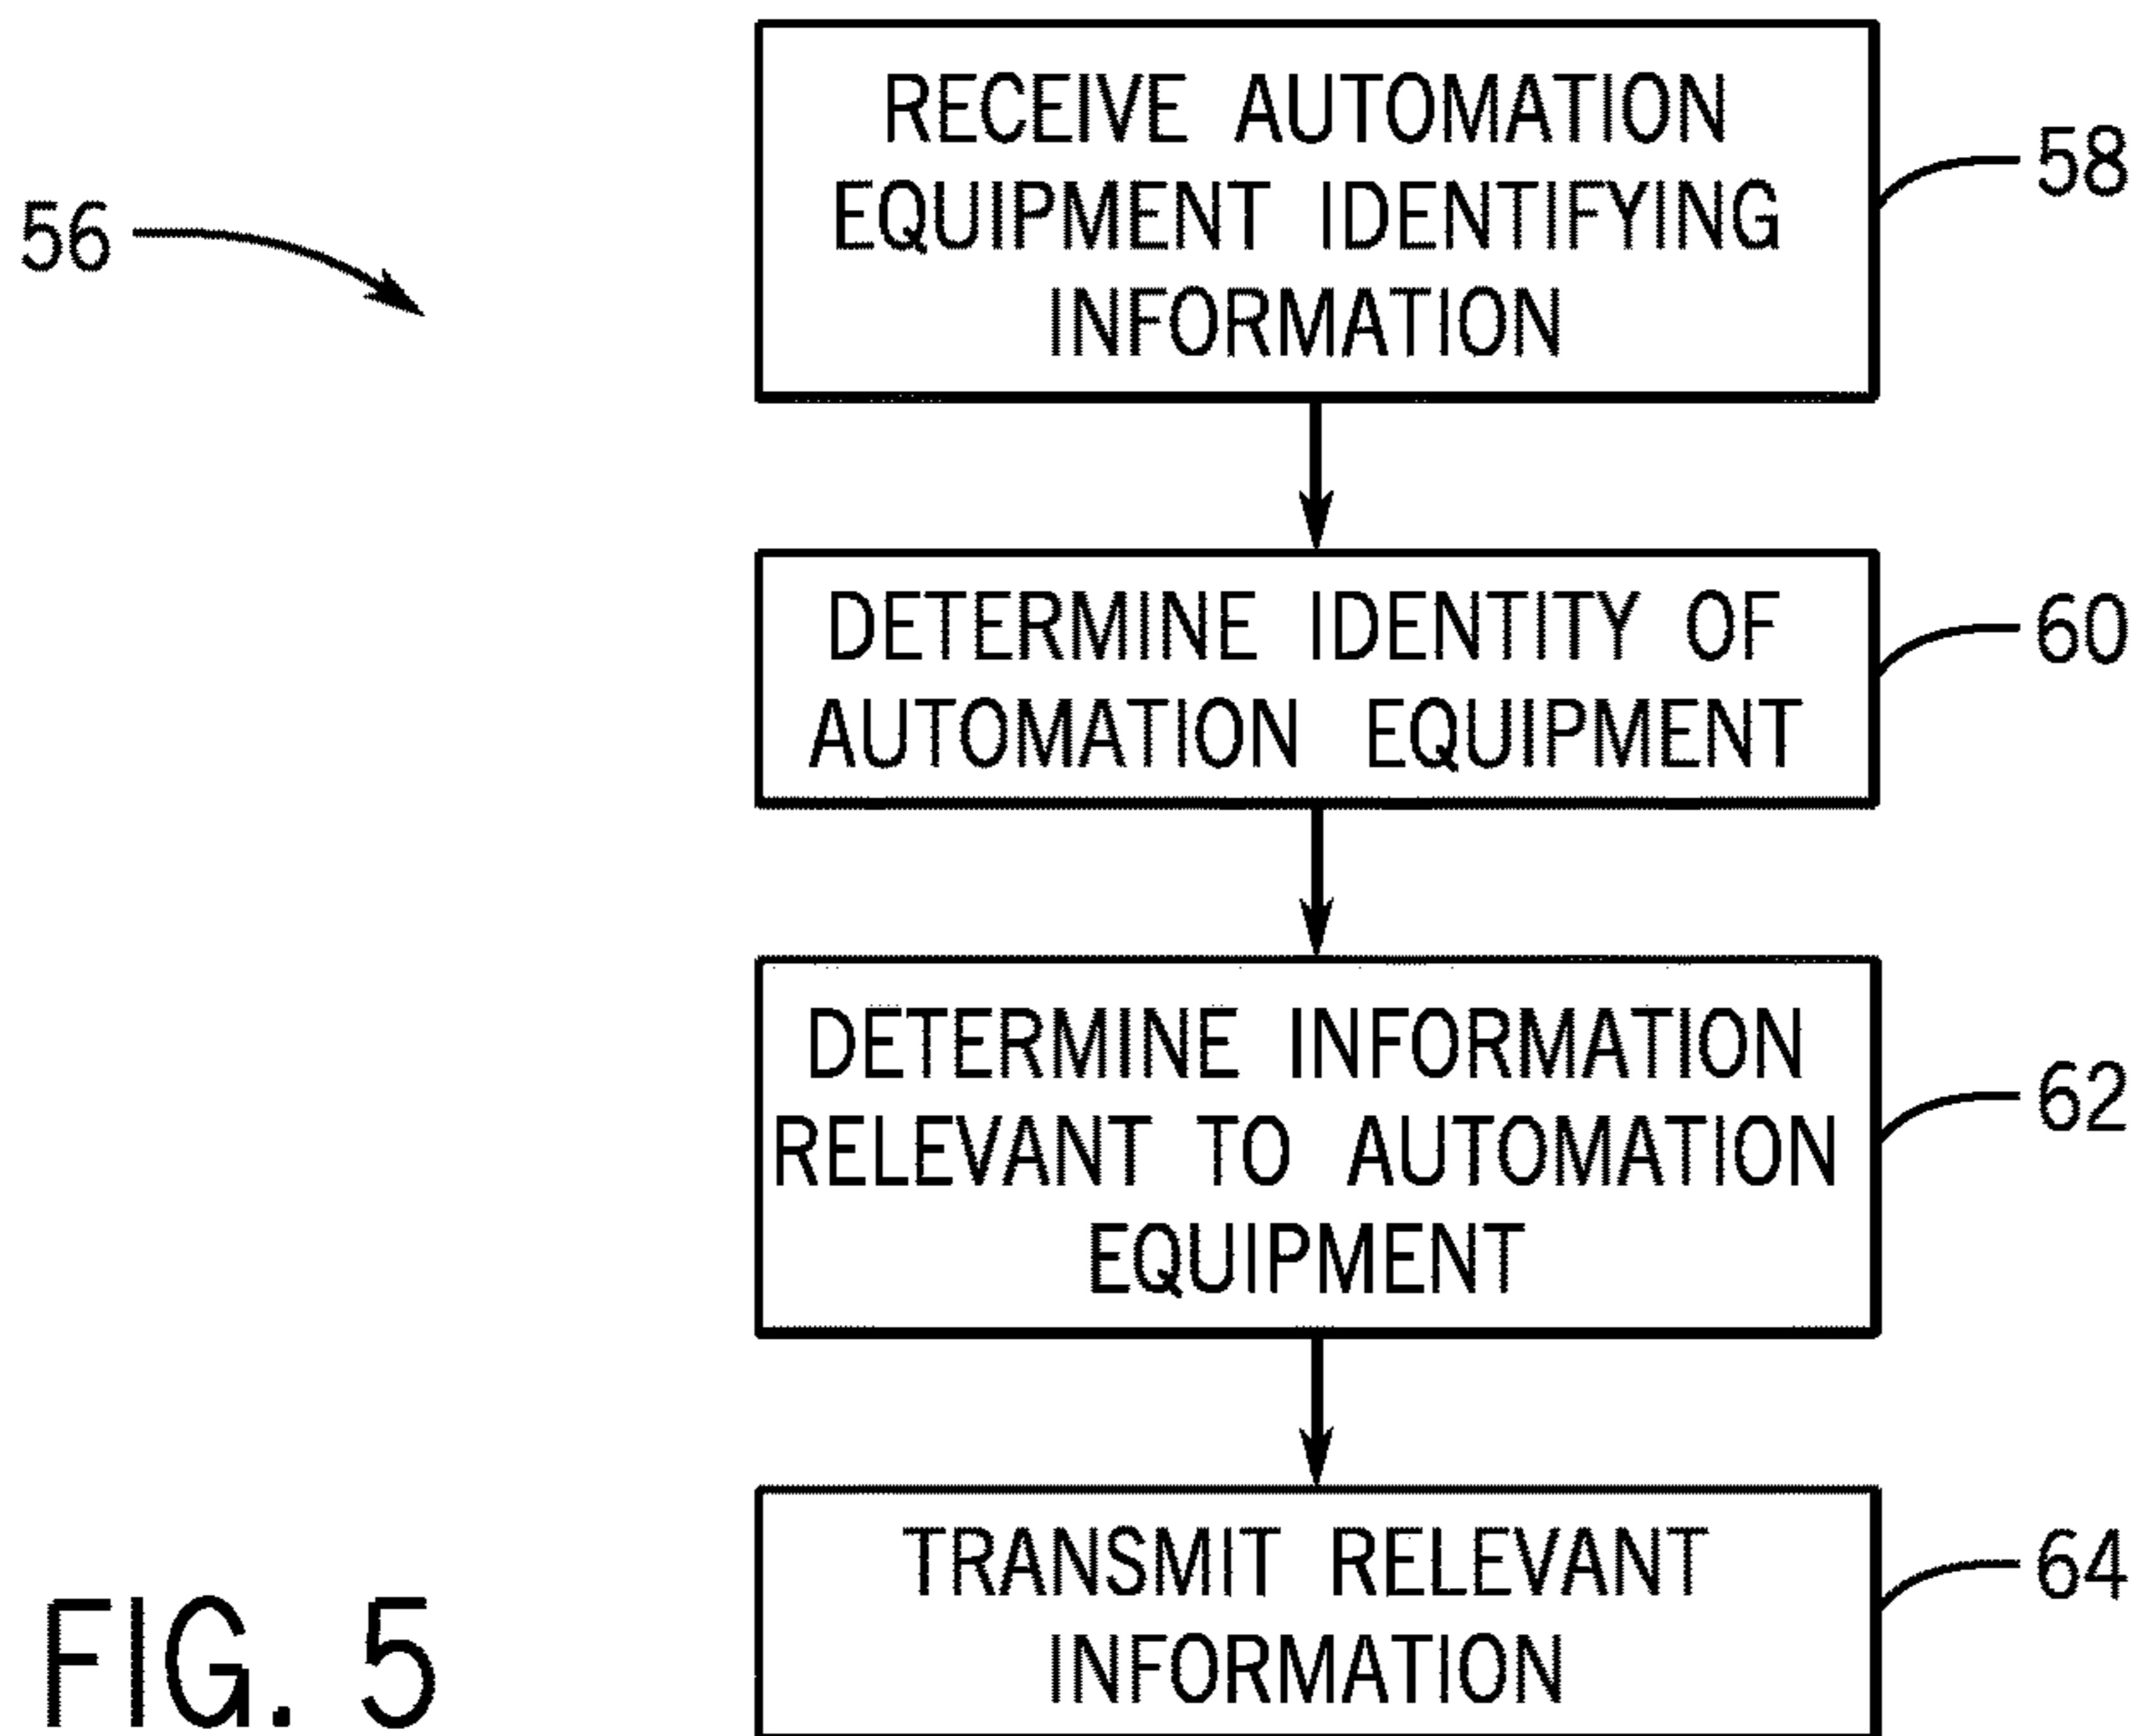 56
RECEIVE AUTOMATION
EQUIPMENT IDENTIFYING
INFORMATION
58
DETERMINE IDENTITY OF
AUTOMATION EQUIPMENT
60
DETERMINE INFORMATION
RELEVANT TO AUTOMATION
EQUIPMENT
62
TRANSMIT RELEVANT
INFORMATION
64
FIG. 5